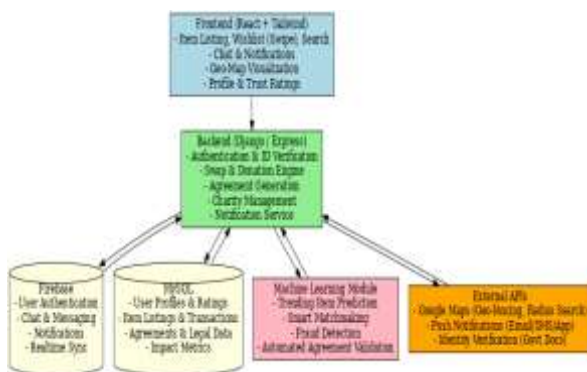 Frontend (React + Tailwind)
- Item Listing, Wishlist (Swipe), Search
- Chat & Notifications
- Geo-Map Visualization
- Profile & Trust Ratings
Backend (Django / Express)
- Authentication & ID Verification
- Swap & Donation Engine
- Agreement Generation
- Charity Management
- Notification Service
Firebase
- User Authentication
- Chat & Messaging
- Notifications
- Realtime Sync
MySQL
- User Profiles & Ratings
- Item Listings & Transactions
- Agreements & Legal Data
- Impact Metrics
Machine Learning Module
- Trending Item Prediction
- Smart Matchmaking
- Fraud Detection
- Automated Agreement Validation
External APIs
- Google Maps (Geo-Fencing, Radius Search)
- Push Notifications (Email/SMS/App)
- Identity Verification (Govt Docs)